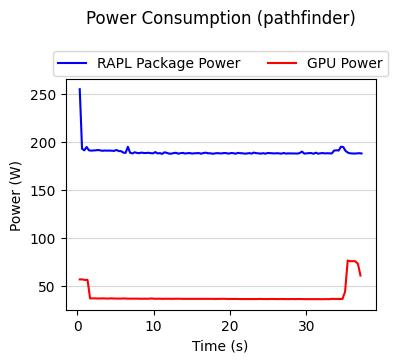 Power Consumption (pathfinder)
RAPL Package Power
GPU Power
250
200
150
100
50
Power (W)
0
10
20
30
Time (s)